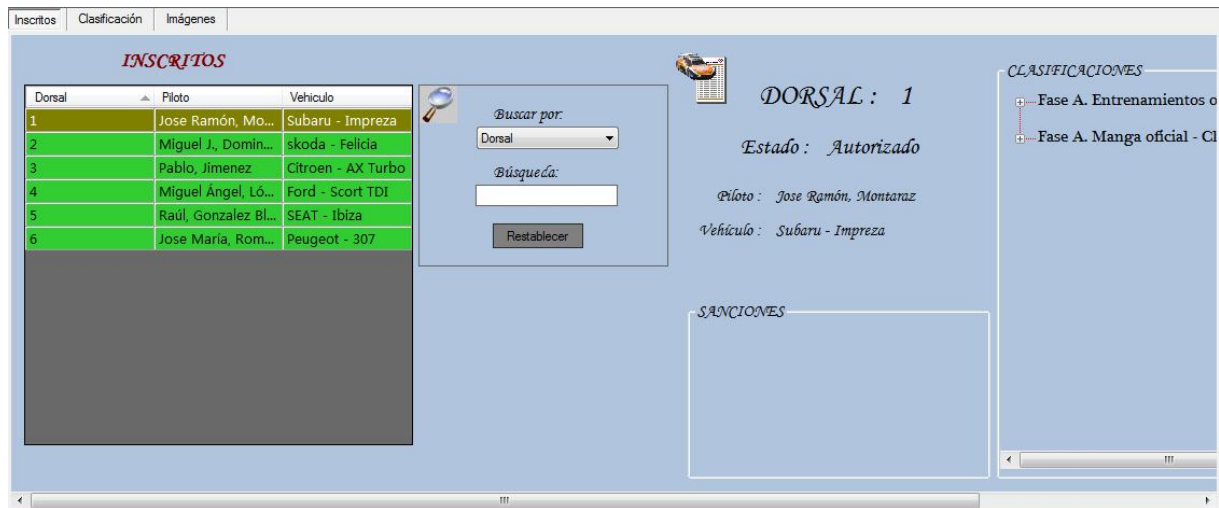 Inscritos Clasificación Imágenes
INSCRITOS
Dorsal Piloto Vehiculo
1 Jose Ramón, Mo... Subaru - Impreza
2 Miguel J., Domin... skoda - Felicia
3 Pablo, Jimenez Citroen - AX Turbo
4 Miguel Ángel, Ló... Ford - Scort TDI
5 Raúl, Gonzalez Bl... SEAT - Ibiza
6 Jose María, Rom... Peugeot - 307
Buscar por:
Dorsal
Búsqueda:
Restablecer
DORSAL : 1
Estado : Autorizado
Piloto : Jose Ramón, Montaraz
Vehículo : Subaru - Impreza
SANCIONES
CLASIFICACIONES
Fase A. Entrenamientos o
Fase A. Manga oficial - Cl